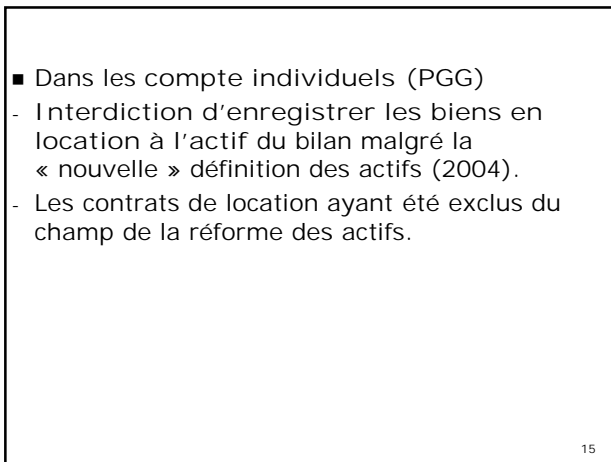 ■ Dans les compte individuels (PGG)
- Interdiction d’enregistrer les biens en
location à l’actif du bilan malgré la
« nouvelle » définition des actifs (2004).
- Les contrats de location ayant été exclus du
champ de la réforme des actifs.
15